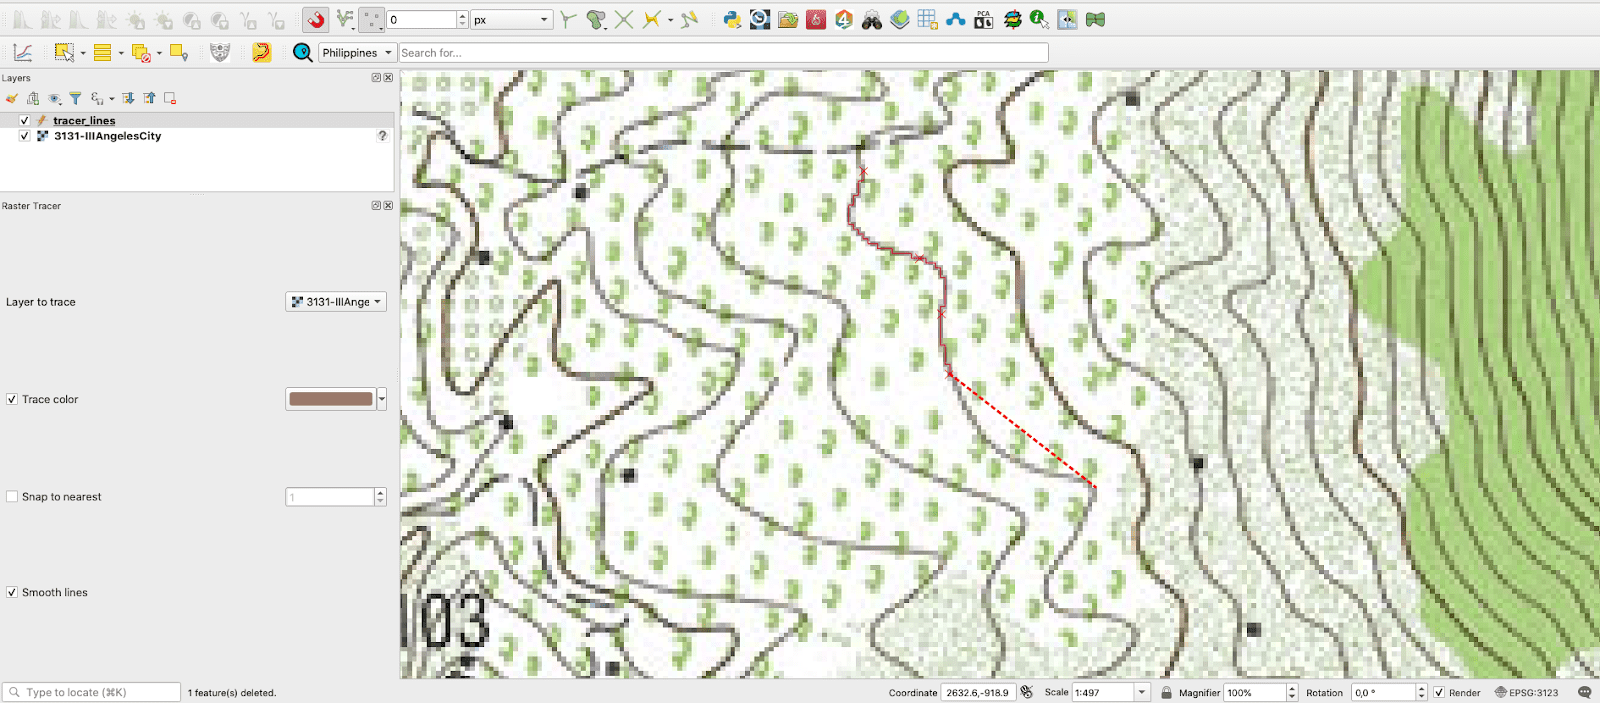 0
px
PCA
Philippines
Search for...
Layers
tracer_lines
3131-IIIAngelesCity
?
Raster Tracer
Layer to trace
3131-IIIAnge
Trace color
Snap to nearest
1
Smooth lines
103
Type to locate (⌘K)
1 feature(s) deleted.
Coordinate
2632.6,-918.9
Scale
1:497
Magnifier
100%
Rotation
0,0 °
Render
EPSG:3123